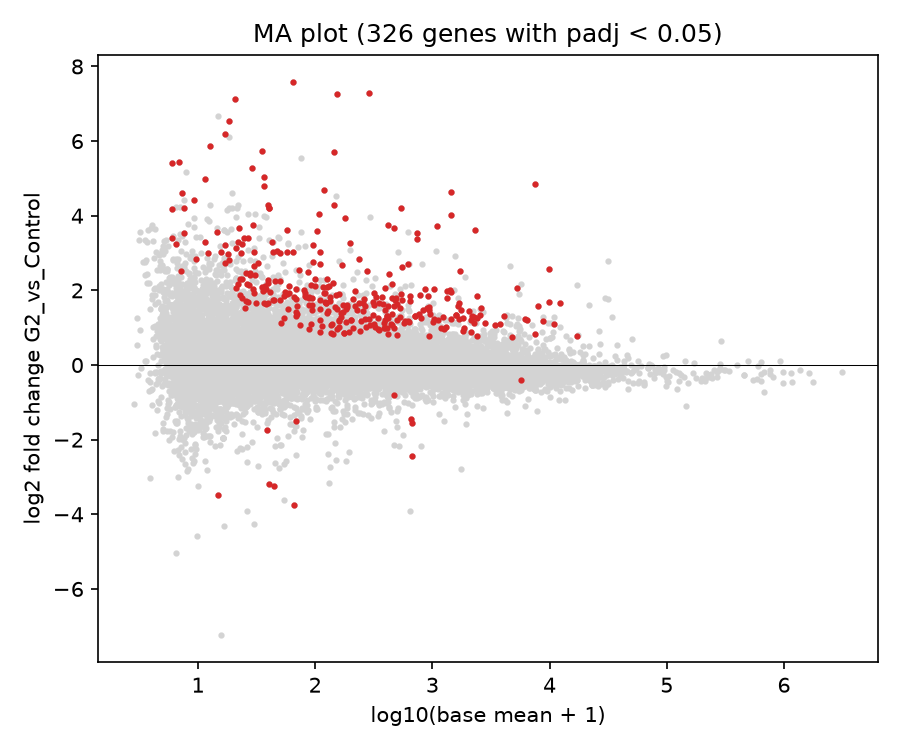 MA plot (326 genes with padj < 0.05)
log2 fold change G2_vs_Control
8
6
4
2
0
−2
−4
−6
1 2 3 4 5 6
log10(base mean + 1)